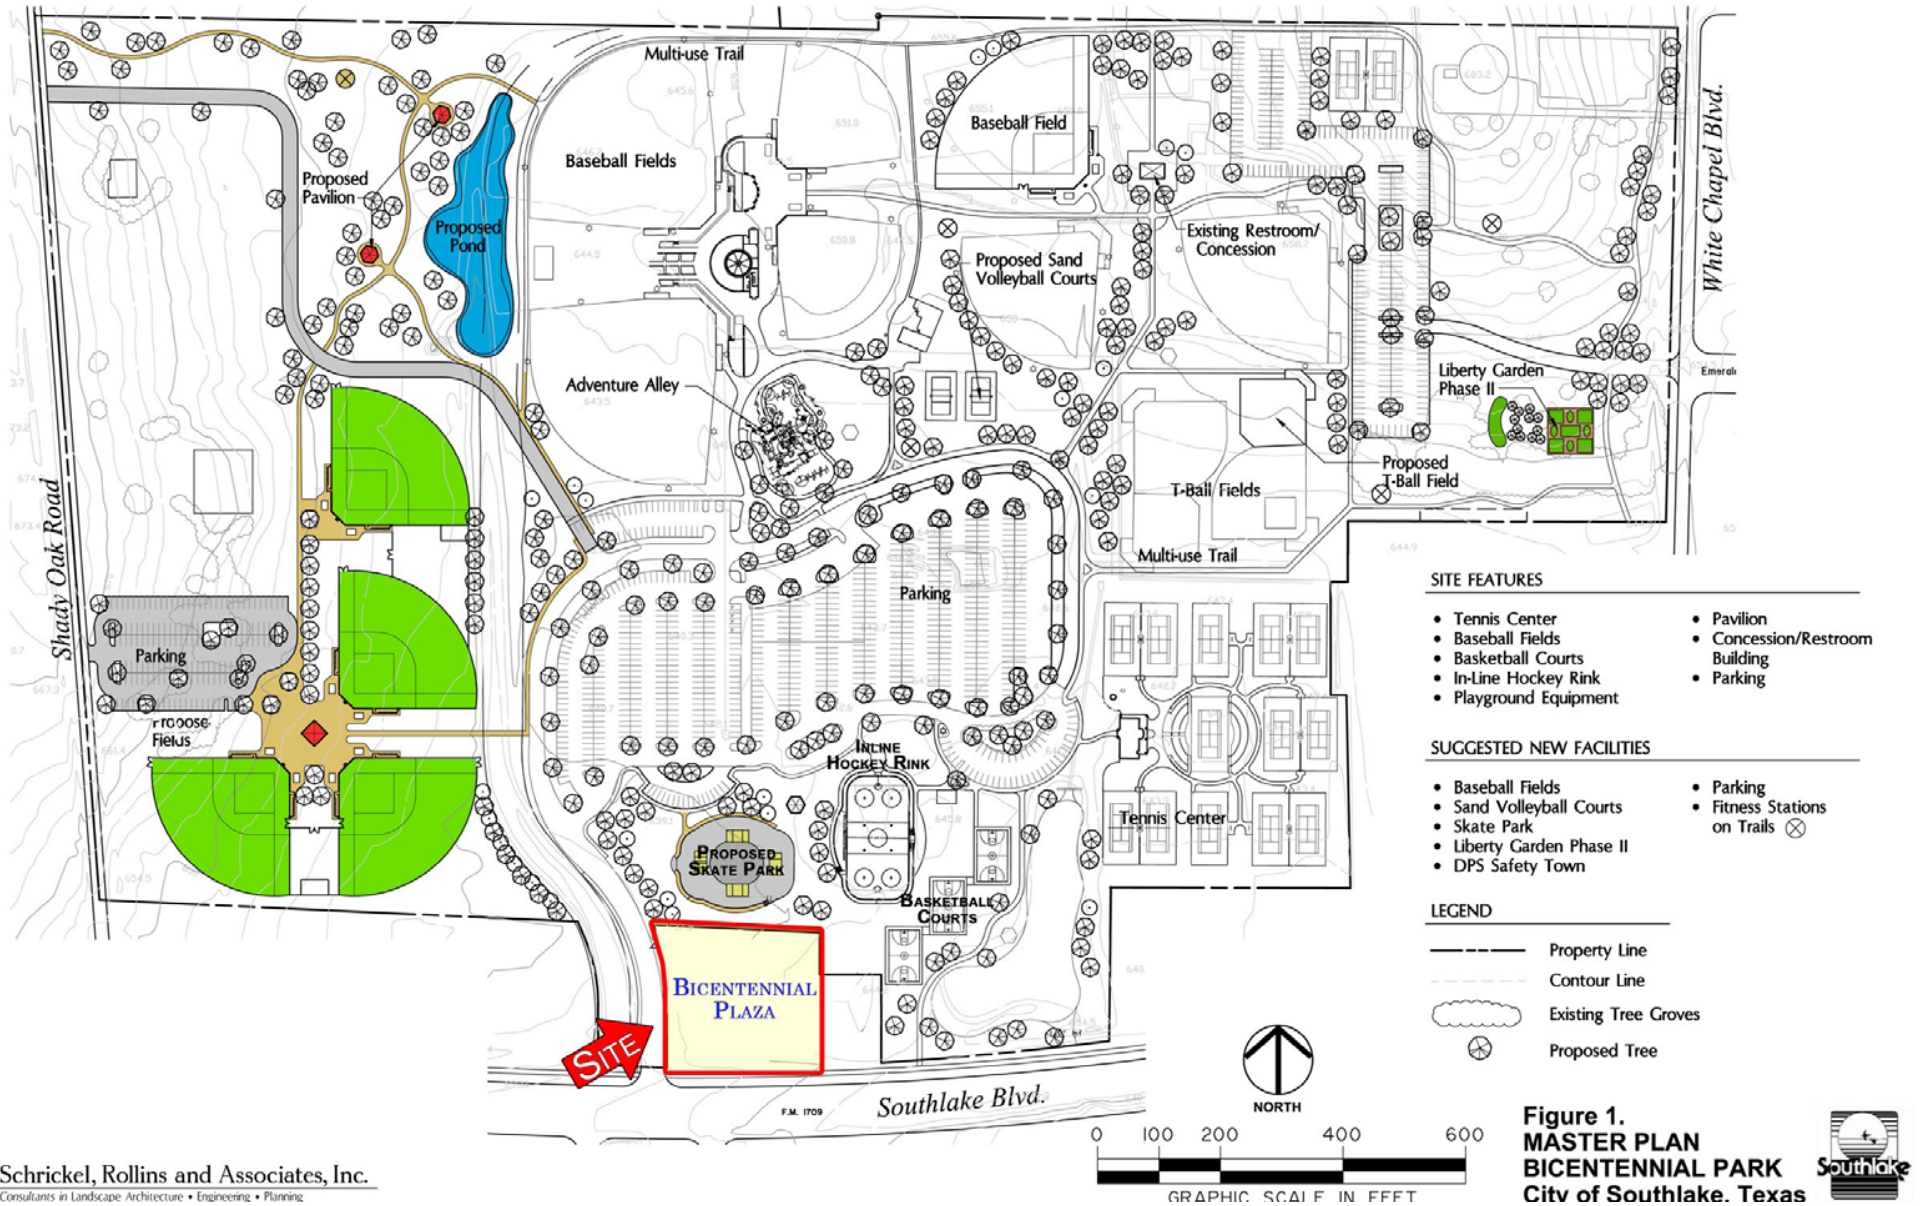 Multi-use Trail
Baseball Field
Baseball Fields
Proposed
Pavilion
Proposed
Pond
Existing Restroom/
Concession
Proposed Sand
Volleyball Courts
White Chapel Blvd.
Adventure Alley
Liberty Garden
Phase II
Proposed
T-Ball Field
T-Ball Fields
Multi-use Trail
Shady Oak Road
Parking
Parking
Fields
INLINE
HOCKEY RINK
Tennis Center
PROPOSED
SKATE PARK
BASKETBALL
COURTS
BICENTENNIAL
PLAZA
SITE
F.M. 1709
Southlake Blvd.
SITE FEATURES
• Tennis Center
• Baseball Fields
• Basketball Courts
• In-Line Hockey Rink
• Playground Equipment
• Pavilion
• Concession/Restroom
Building
• Parking
SUGGESTED NEW FACILITIES
• Baseball Fields
• Sand Volleyball Courts
• Skate Park
• Liberty Garden Phase II
• DPS Safety Town
• Parking
• Fitness Stations
on Trails
LEGEND
Property Line
Contour Line
Existing Tree Groves
Proposed Tree
NORTH
0 100 200 400 600
GRAPHIC SCALE IN FEET
Figure 1.
MASTER PLAN
BICENTENNIAL PARK
City of Southlake, Texas
Southlake
Schrickel, Rollins and Associates, Inc.
Consultants in Landscape Architecture • Engineering • Planning